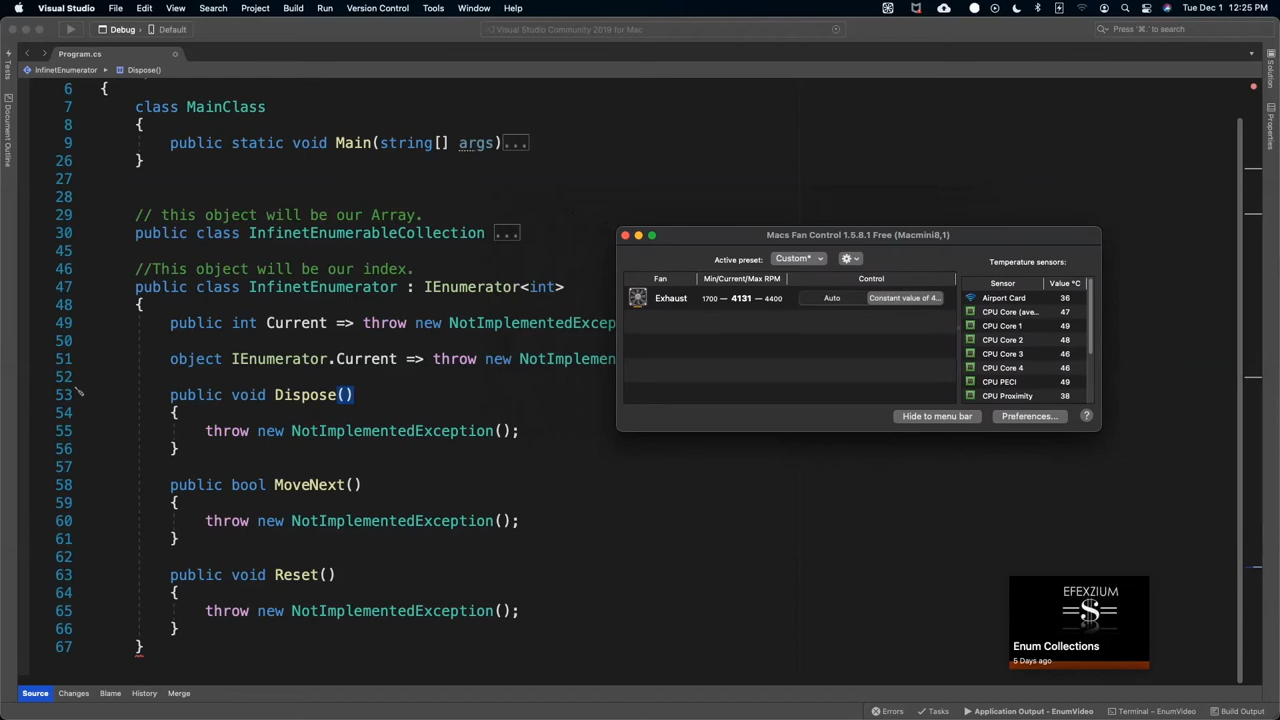 Visual Studio File Edit View Search Project Build Run Version Control Tools Window Help Tue Dec 1 12:25 PM
Debug Default Visual Studio Community 2019 for Mac Press '⌘.' to search
Program.cs
InfinetEnumerator Dispose()
Tests
Document Outline
Solution
Properties
6 {
7 class MainClass
8 {
9 public static void Main(string[] args)...
26 }
27
28
29 // this object will be our Array.
30 public class InfinetEnumerableCollection ...
45
46 //This object will be our index.
47 public class InfinetEnumerator : IEnumerator<int>
48 {
49 public int Current => throw new NotImplementedExcep
50
51 object IEnumerator.Current => throw new NotImplemen
52
53 public void Dispose()
54 {
55 throw new NotImplementedException();
56 }
57
58 public bool MoveNext()
59 {
60 throw new NotImplementedException();
61 }
62
63 public void Reset()
64 {
65 throw new NotImplementedException();
66 }
67 }
Macs Fan Control 1.5.8.1 Free (Macmini8,1)
Active preset: Custom*
Fan Min/Current/Max RPM Control
Exhaust 1700 — 4131 — 4400 Auto Constant value of 4...
Temperature sensors:
Sensor Value °C
Airport Card 36
CPU Core (ave... 47
CPU Core 1 49
CPU Core 2 48
CPU Core 3 46
CPU Core 4 46
CPU PECI 49
CPU Proximity 38
Hide to menu bar Preferences... ?
EFEXZIUM
Enum Collections
5 Days ago
Source Changes Blame History Merge
Errors Tasks Application Output - EnumVideo Terminal – EnumVideo Build Output